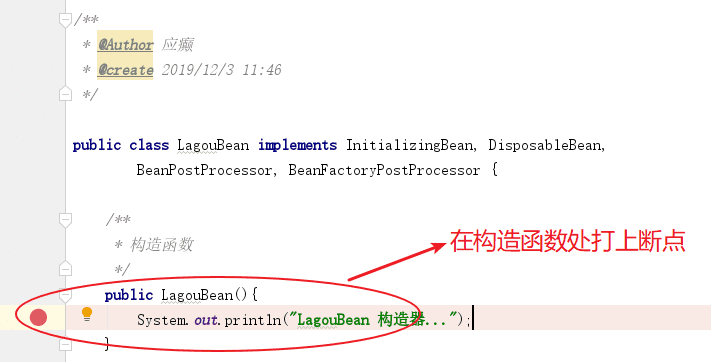 /**
* @Author 应癫
* @create 2019/12/3 11:46
*/
public class LagouBean implements InitializingBean, DisposableBean,
BeanPostProcessor, BeanFactoryPostProcessor {
/**
* 构造函数
*/
在构造函数处打上断点
public LagouBean(){
System.out.println("LagouBean 构造器...");
}